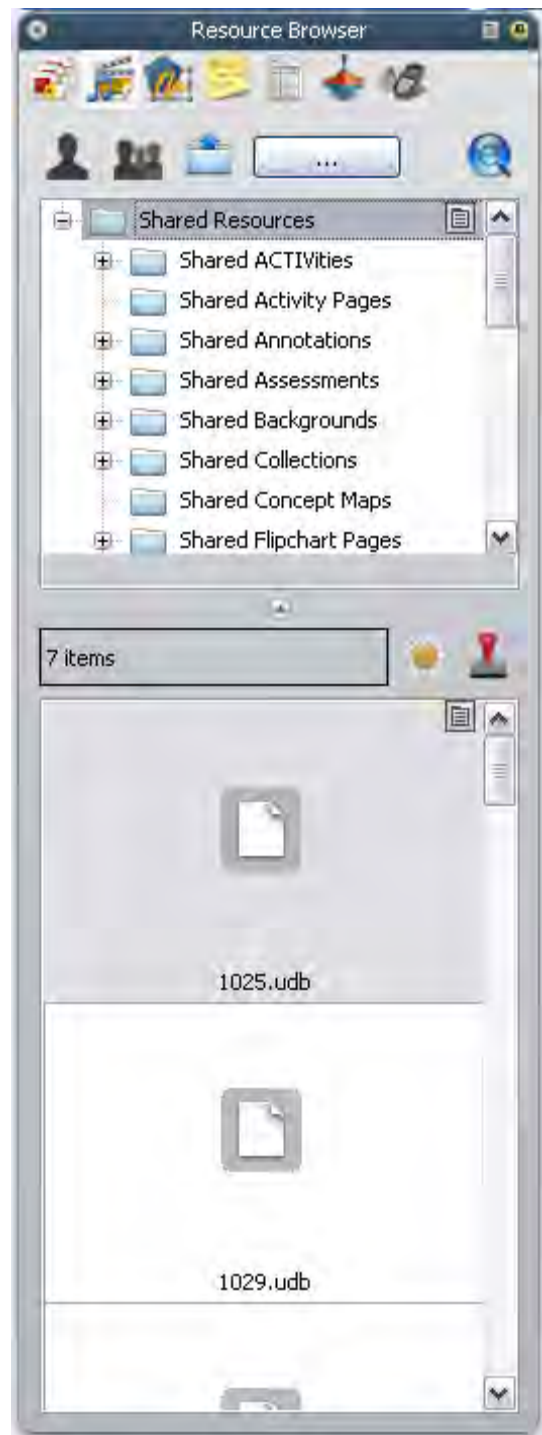 Resource Browser
...
Shared Resources
Shared ACTIVities
Shared Activity Pages
Shared Annotations
Shared Assessments
Shared Backgrounds
Shared Collections
Shared Concept Maps
Shared Flipchart Pages
7 items
1025.udb
1029.udb